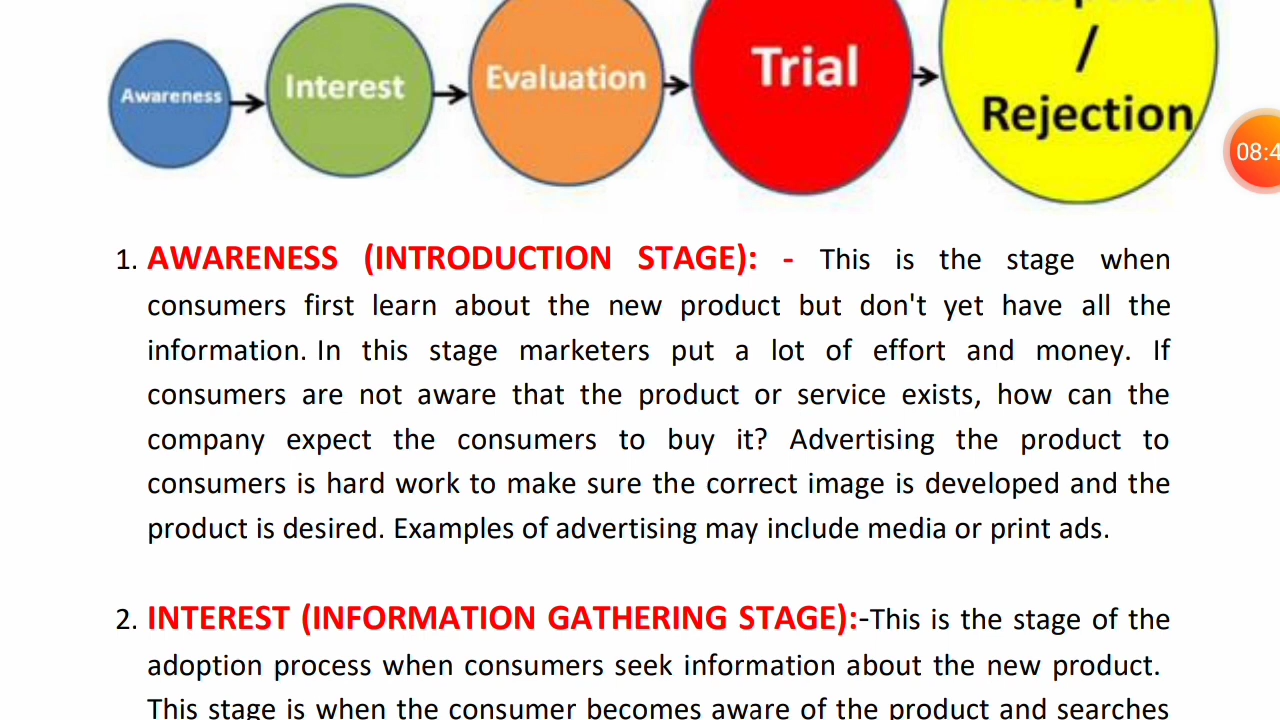 Awareness
Interest
Evaluation
Trial
/
Rejection
08:4
1. AWARENESS (INTRODUCTION STAGE): - This is the stage when
consumers first learn about the new product but don't yet have all the
information. In this stage marketers put a lot of effort and money. If
consumers are not aware that the product or service exists, how can the
company expect the consumers to buy it? Advertising the product to
consumers is hard work to make sure the correct image is developed and the
product is desired. Examples of advertising may include media or print ads.
2. INTEREST (INFORMATION GATHERING STAGE):-This is the stage of the
adoption process when consumers seek information about the new product.
This stage is when the consumer becomes aware of the product and searches